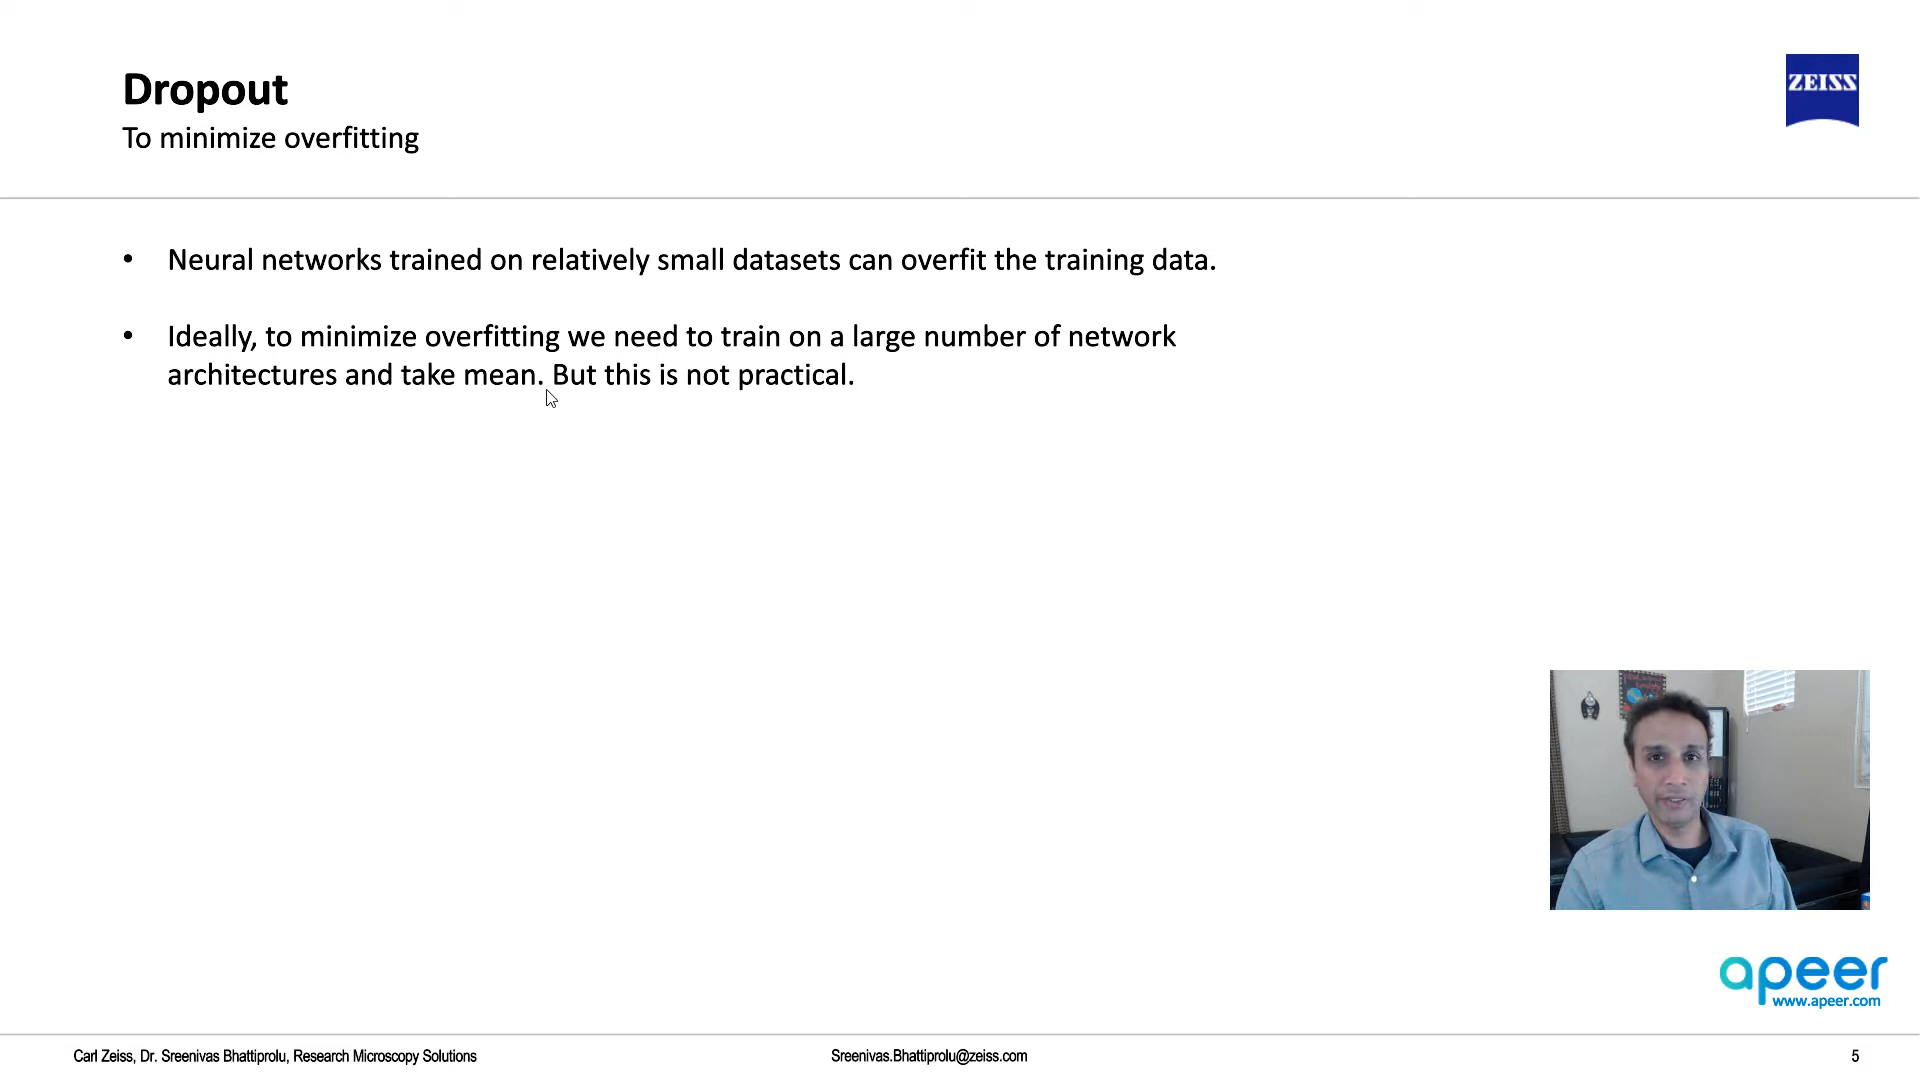 Dropout
To minimize overfitting
ZEISS
• Neural networks trained on relatively small datasets can overfit the training data.
• Ideally, to minimize overfitting we need to train on a large number of network
architectures and take mean. But this is not practical.
apeer
www.apeer.com
Carl Zeiss, Dr. Sreenivas Bhattiprolu, Research Microscopy Solutions
Sreenivas.Bhattiprolu@zeiss.com
5